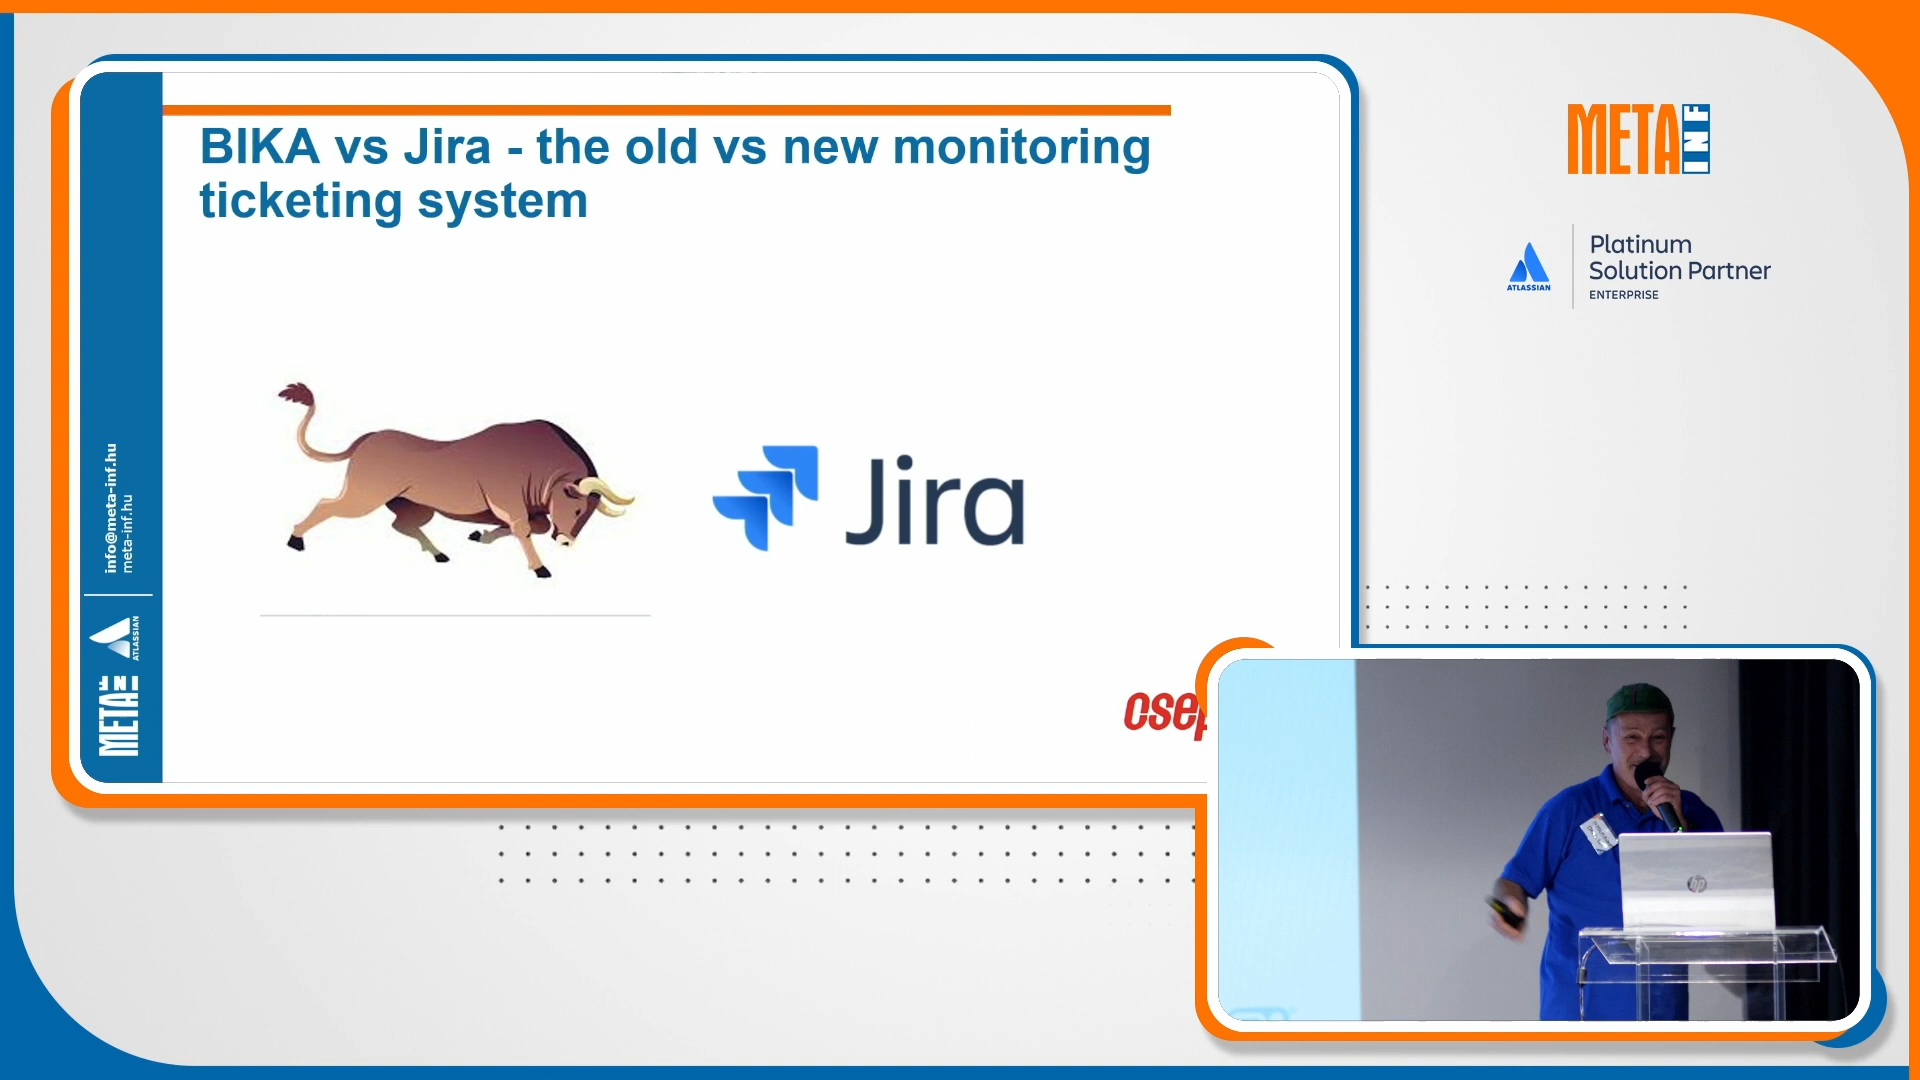 BIKA vs Jira - the old vs new monitoring
ticketing system
Jira
info@meta-inf.hu
meta-inf.hu
ATLASSIAN
META INF
META INF
ATLASSIAN
Platinum
Solution Partner
ENTERPRISE
hp